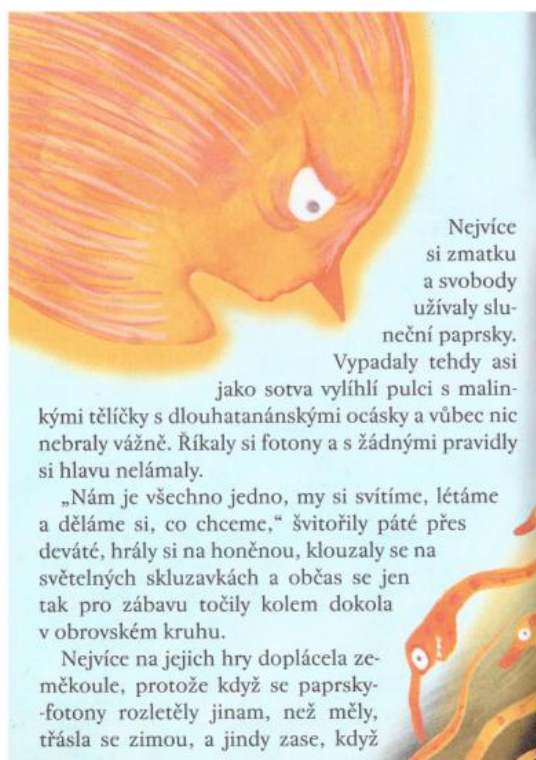 Nejvíce
si zmatku
a svobody
užívaly slu-
neční paprsky.
Vypadaly tehdy asi
jako sotva vylíhlí pulci s malin-
kými tělíčky s dlouhatanánskými ocásky a vůbec nic
nebraly vážně. Říkaly si fotony a s žádnými pravidly
si hlavu nelámaly.
„Nám je všechno jedno, my si svítíme, létáme
a děláme si, co chceme,“ švitořily páté přes
deváté, hrály si na honěnou, klouzaly se na
světelných skluzavkách a občas se jen
tak pro zábavu točily kolem dokola
v obrovském kruhu.
Nejvíce na jejich hry doplácela ze-
měkoule, protože když se paprsky-
-fotony rozletěly jinam, než měly,
třásla se zimou, a jindy zase, když